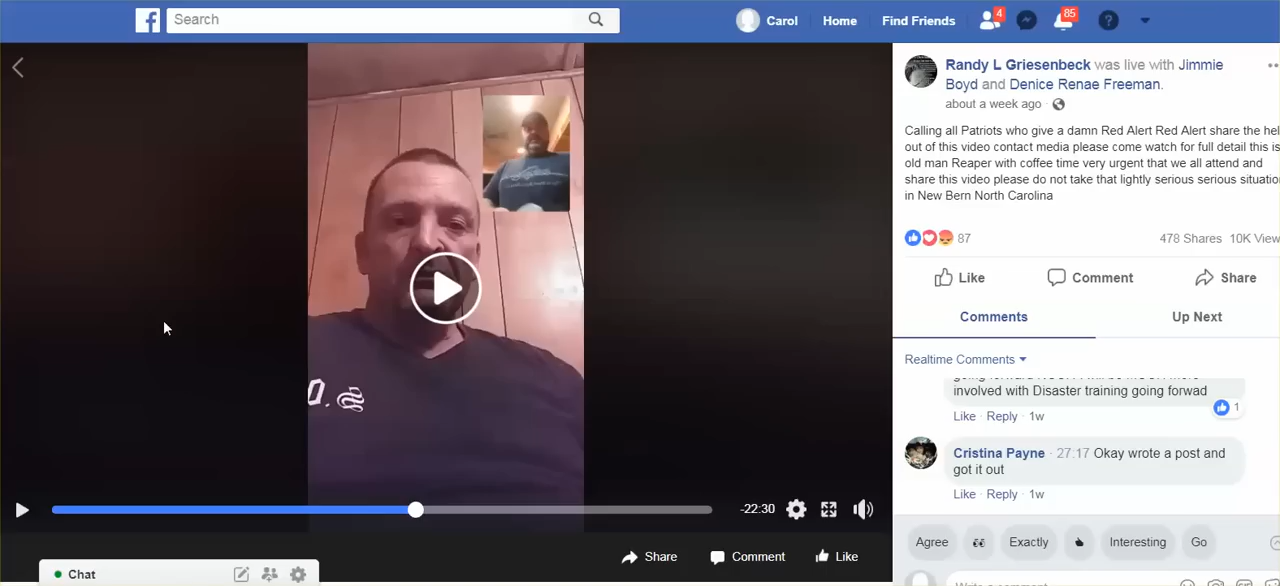 f Search Carol Home Find Friends 4 85
Randy L Griesenbeck was live with Jimmie
Boyd and Denice Renae Freeman.
about a week ago
Calling all Patriots who give a damn Red Alert Red Alert share the hel
out of this video contact media please come watch for full detail this is
old man Reaper with coffee time very urgent that we all attend and
share this video please do not take that lightly serious serious situatio
in New Bern North Carolina
87 478 Shares 10K View
Like Comment Share
Comments Up Next
Realtime Comments
involved with Disaster training going forwad
Like Reply 1w 1
Cristina Payne · 27:17 Okay wrote a post and
got it out
Like Reply 1w
-22:30
Agree Exactly Interesting Go
Share Comment Like
Chat
Write a comment